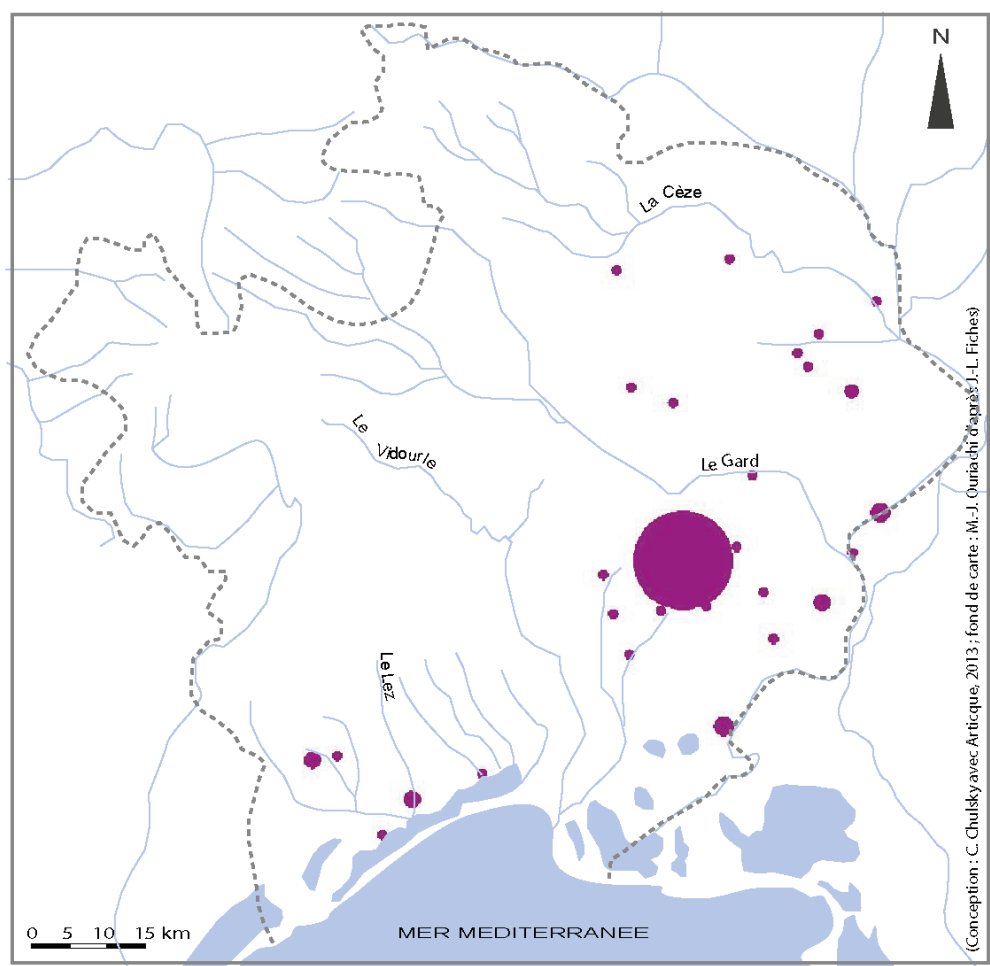 N
La Cèze
Le Gard
Le
Vidourle
Le Lez
MER MEDITERRANEE
0 5 10 15 km
(Conception : C. Chulsky avec Articque, 2013 ; fond de carte : M.-J. Ouriachi d'après J.-L. Fiches)